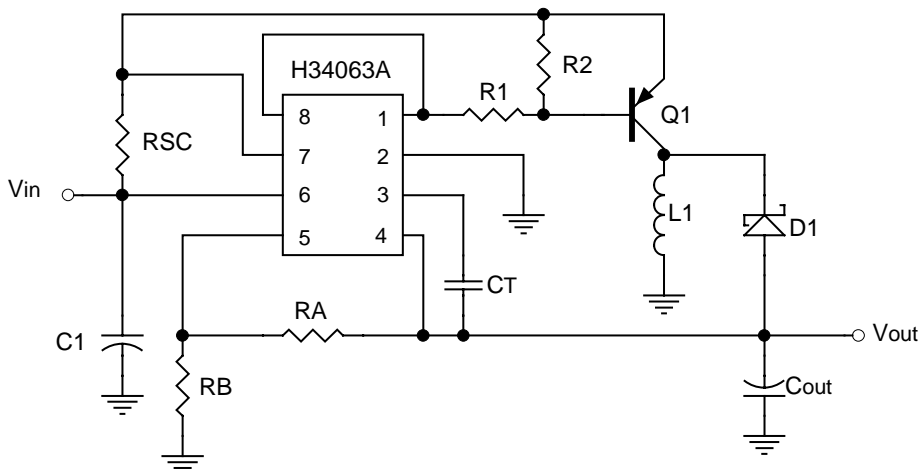 H34063A
R2
R1
8
1
Q1
RSC
7
2
Vin
6
3
L1
5
4
D1
CT
RA
C1
Vout
RB
Cout